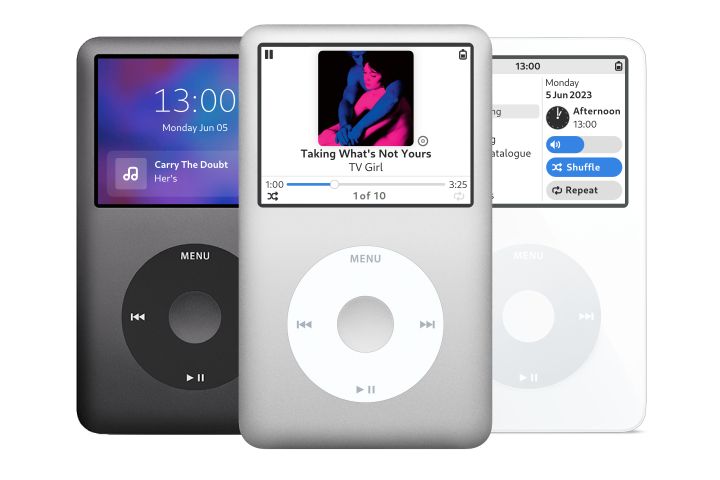 13:00
Monday Jun 05
Carry The Doubt
Her's
MENU
Taking What's Not Yours
TV Girl
1:00
3:25
1 of 10
MENU
13:00
Monday
5 Jun 2023
Afternoon
13:00
Shuffle
Repeat
MENU